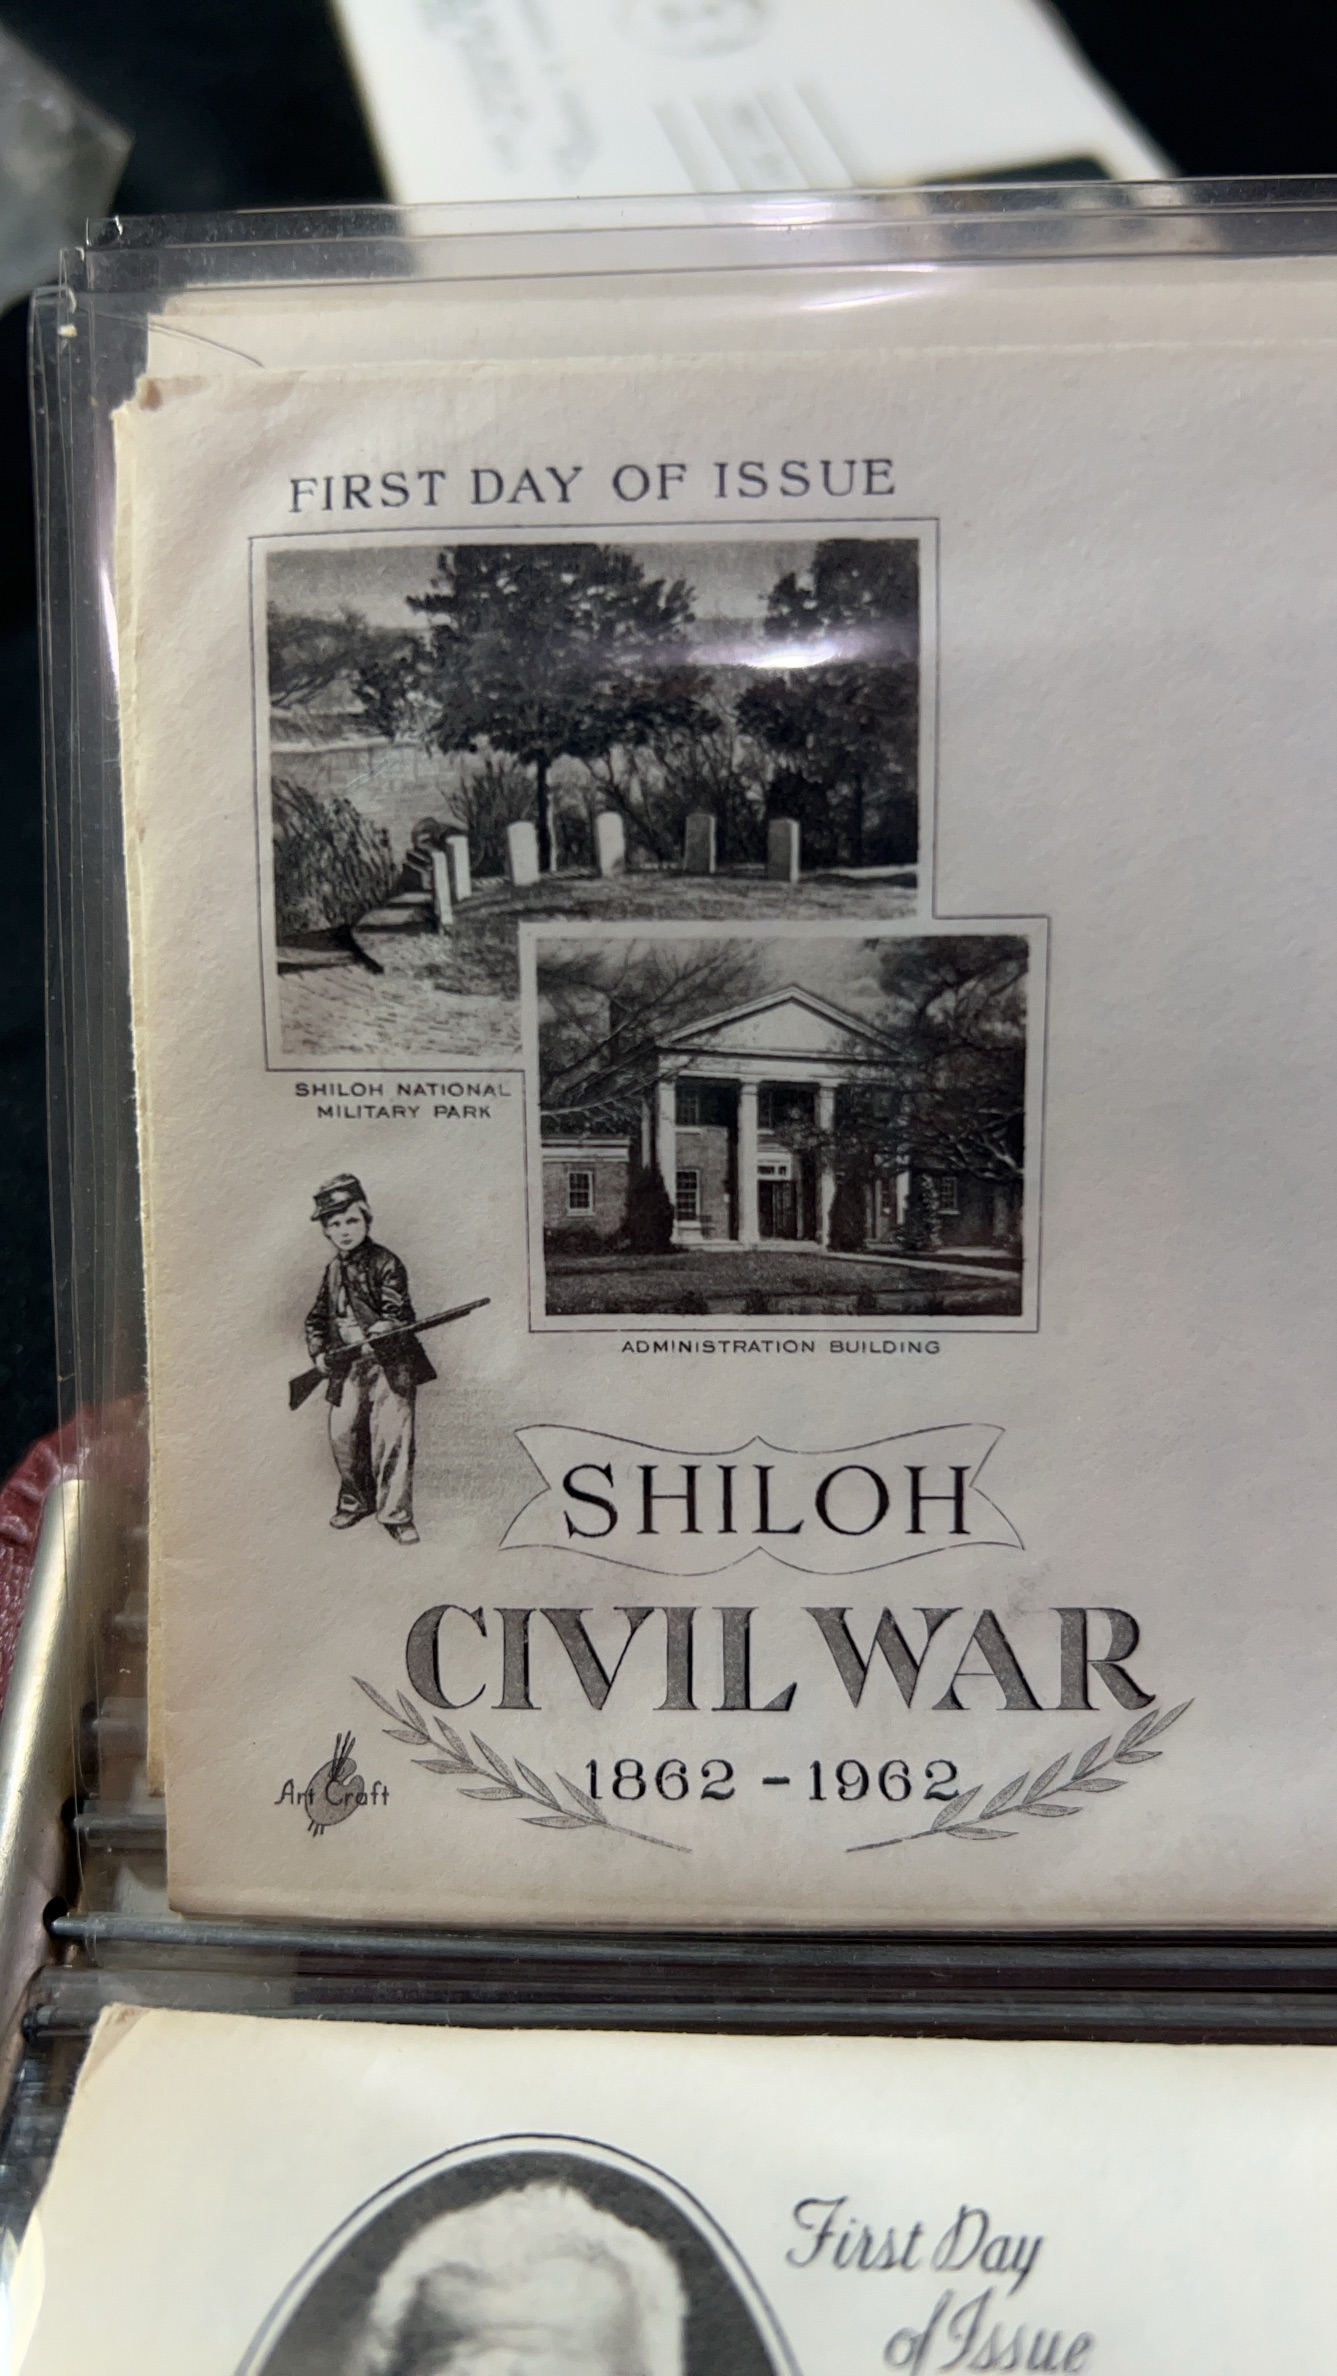 FIRST DAY OF ISSUE
SHILOH NATIONAL
MILITARY PARK
ADMINISTRATION BUILDING
SHILOH
CIVIL WAR
1862 - 1962
Art Craft
First Day
of Issue